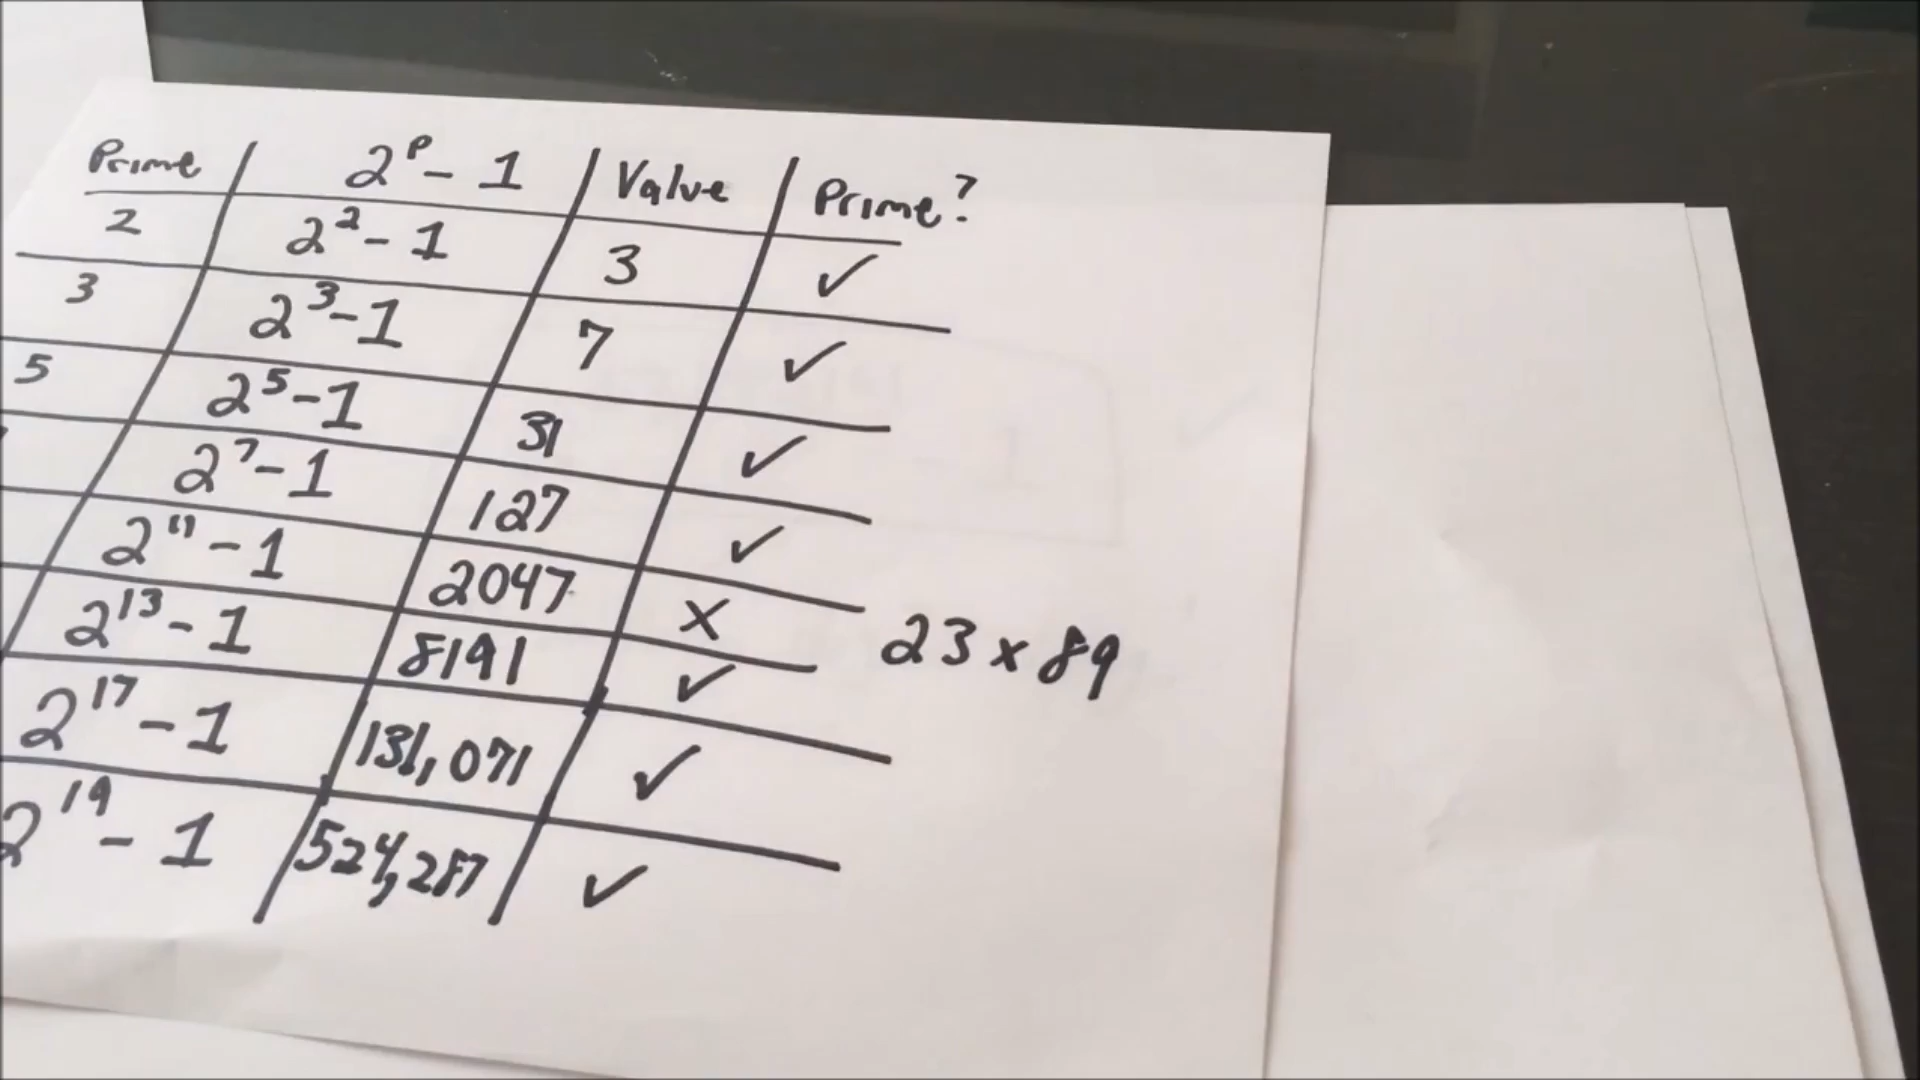 Prime 2^p - 1 Value Prime?
2 2^2 - 1 3 ✓
3 2^3 - 1 7 ✓
5 2^5 - 1 31 ✓
2^7 - 1 127 ✓
2^11 - 1 2047 x 23 x 89
2^13 - 1 8191 ✓
2^17 - 1 131,071 ✓
2^19 - 1 524,287 ✓